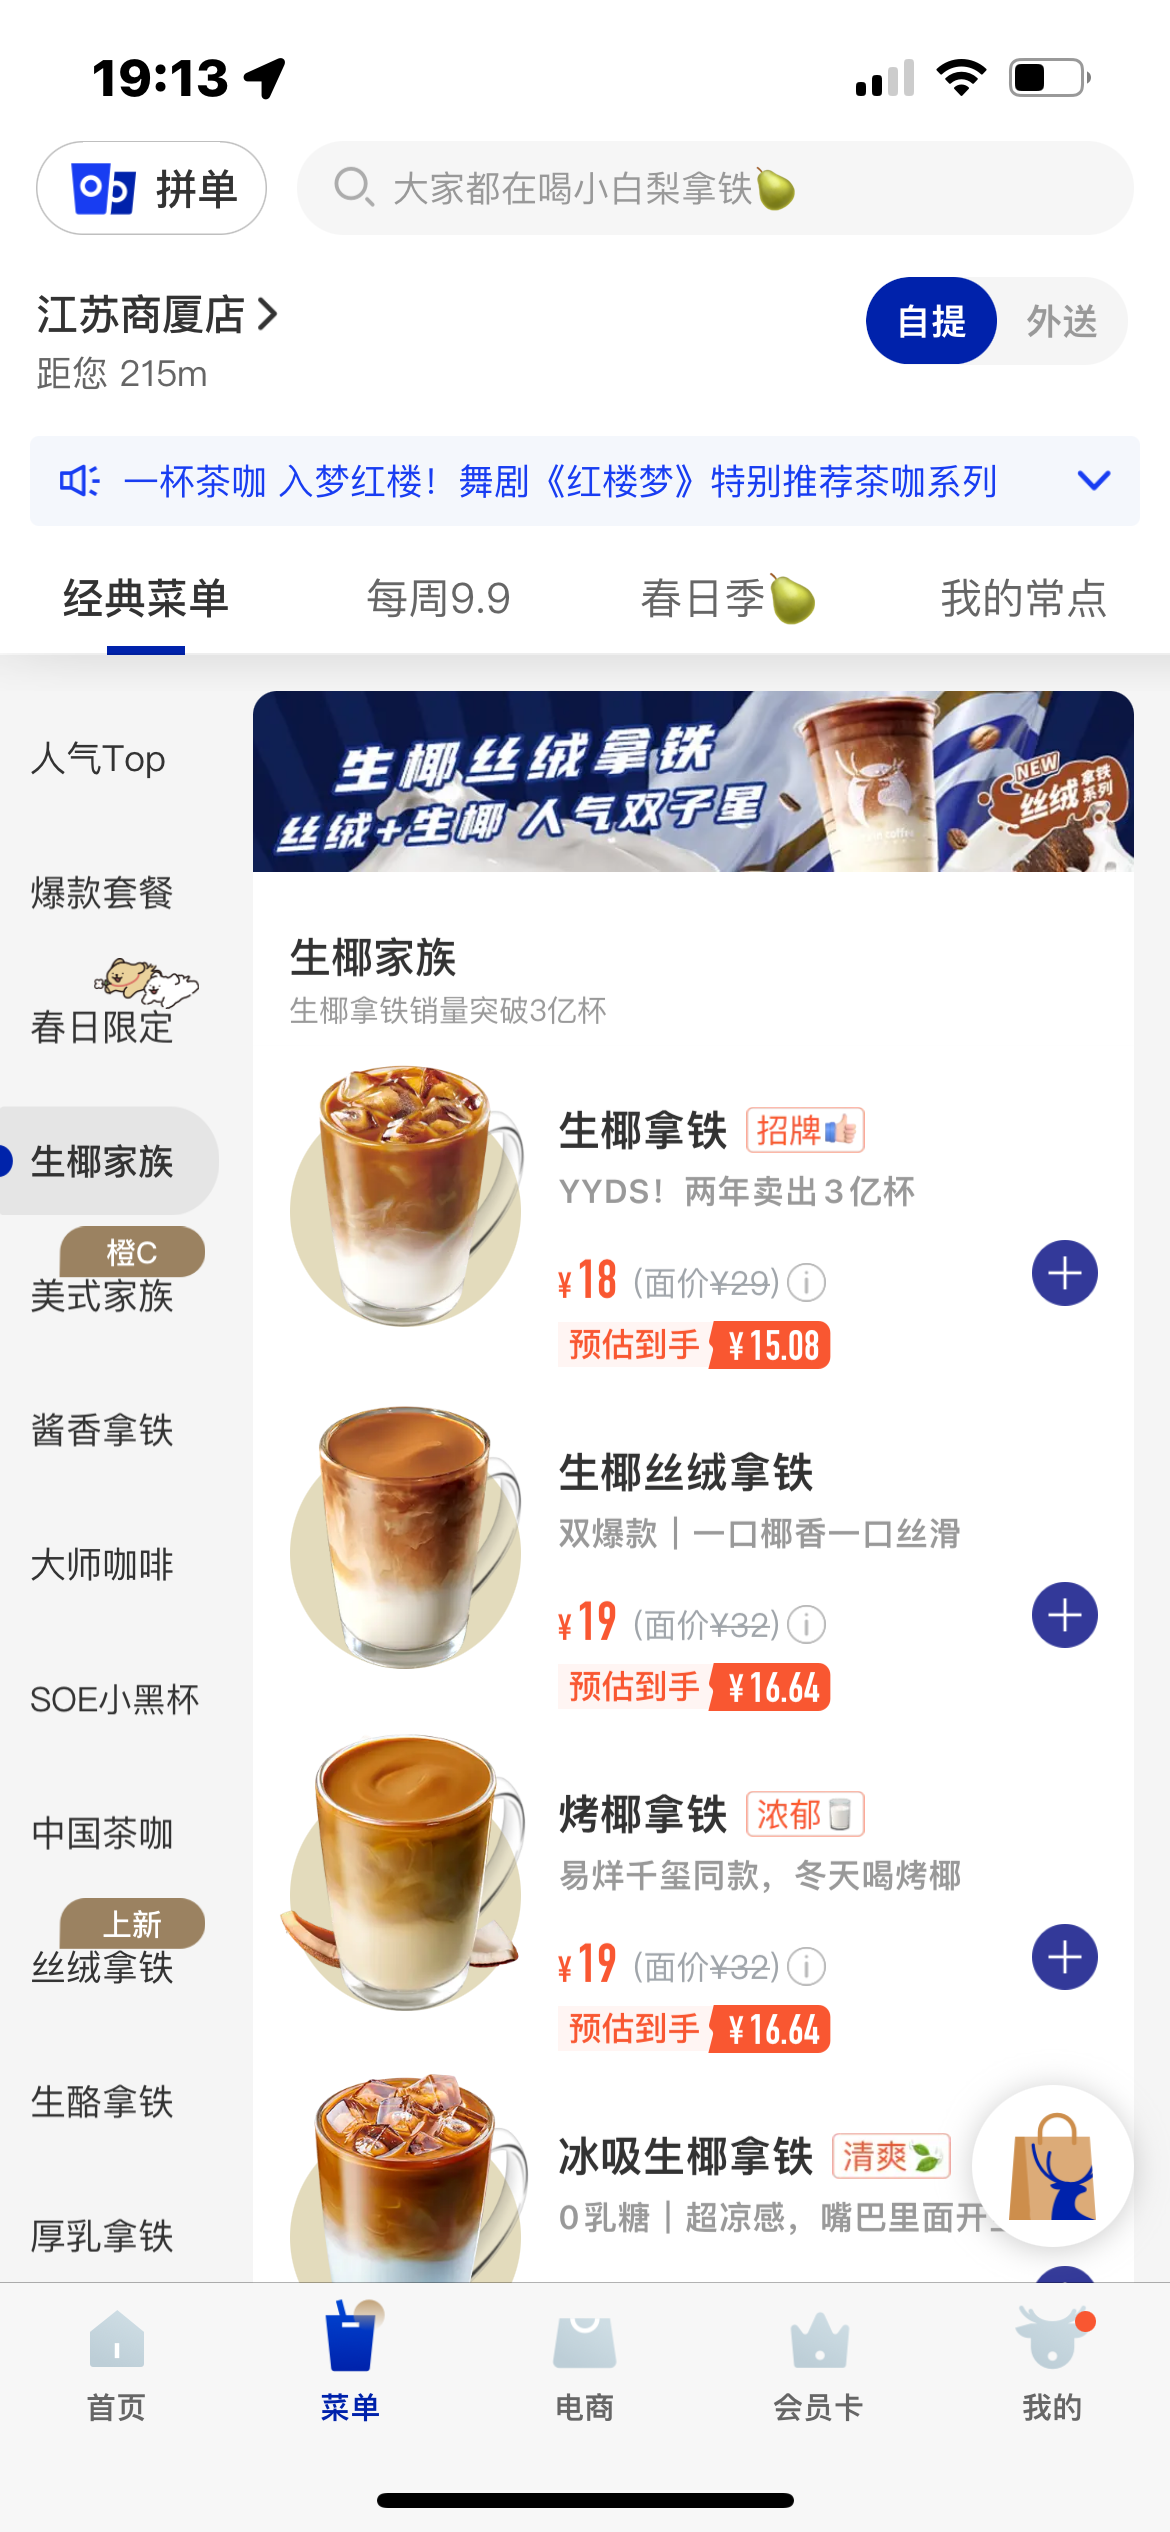 19:13
拼单
大家都在喝小白梨拿铁🍐
江苏商厦店
距您 215m
自提
外送
一杯茶咖 入梦红楼！舞剧《红楼梦》特别推荐茶咖系列
经典菜单
每周9.9
春日季🍐
我的常点
人气Top
爆款套餐
春日限定
生椰家族
橙C
美式家族
酱香拿铁
大师咖啡
SOE小黑杯
中国茶咖
上新
丝绒拿铁
生酪拿铁
厚乳拿铁
生椰丝绒拿铁
丝绒+生椰 人气双子星
NEW
丝绒拿铁系列
生椰家族
生椰拿铁销量突破3亿杯
生椰拿铁 招牌👍
YYDS！两年卖出3亿杯
¥18 (面价¥29)
预估到手 ¥15.08
生椰丝绒拿铁
双爆款｜一口椰香一口丝滑
¥19 (面价¥32)
预估到手 ¥16.64
烤椰拿铁 浓郁🥛
易烊千玺同款，冬天喝烤椰
¥19 (面价¥32)
预估到手 ¥16.64
冰吸生椰拿铁 清爽🍃
0乳糖｜超凉感，嘴巴里面开
首页
菜单
电商
会员卡
我的